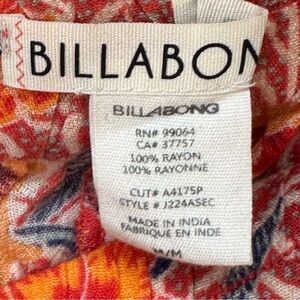 BILLABON
BILLABONG
RN# 99064
CA# 37757
100% RAYON
100% RAYONNE
CUT# A4175P
STYLE # J224ASEC
MADE IN INDIA
FABRIQUE EN INDE